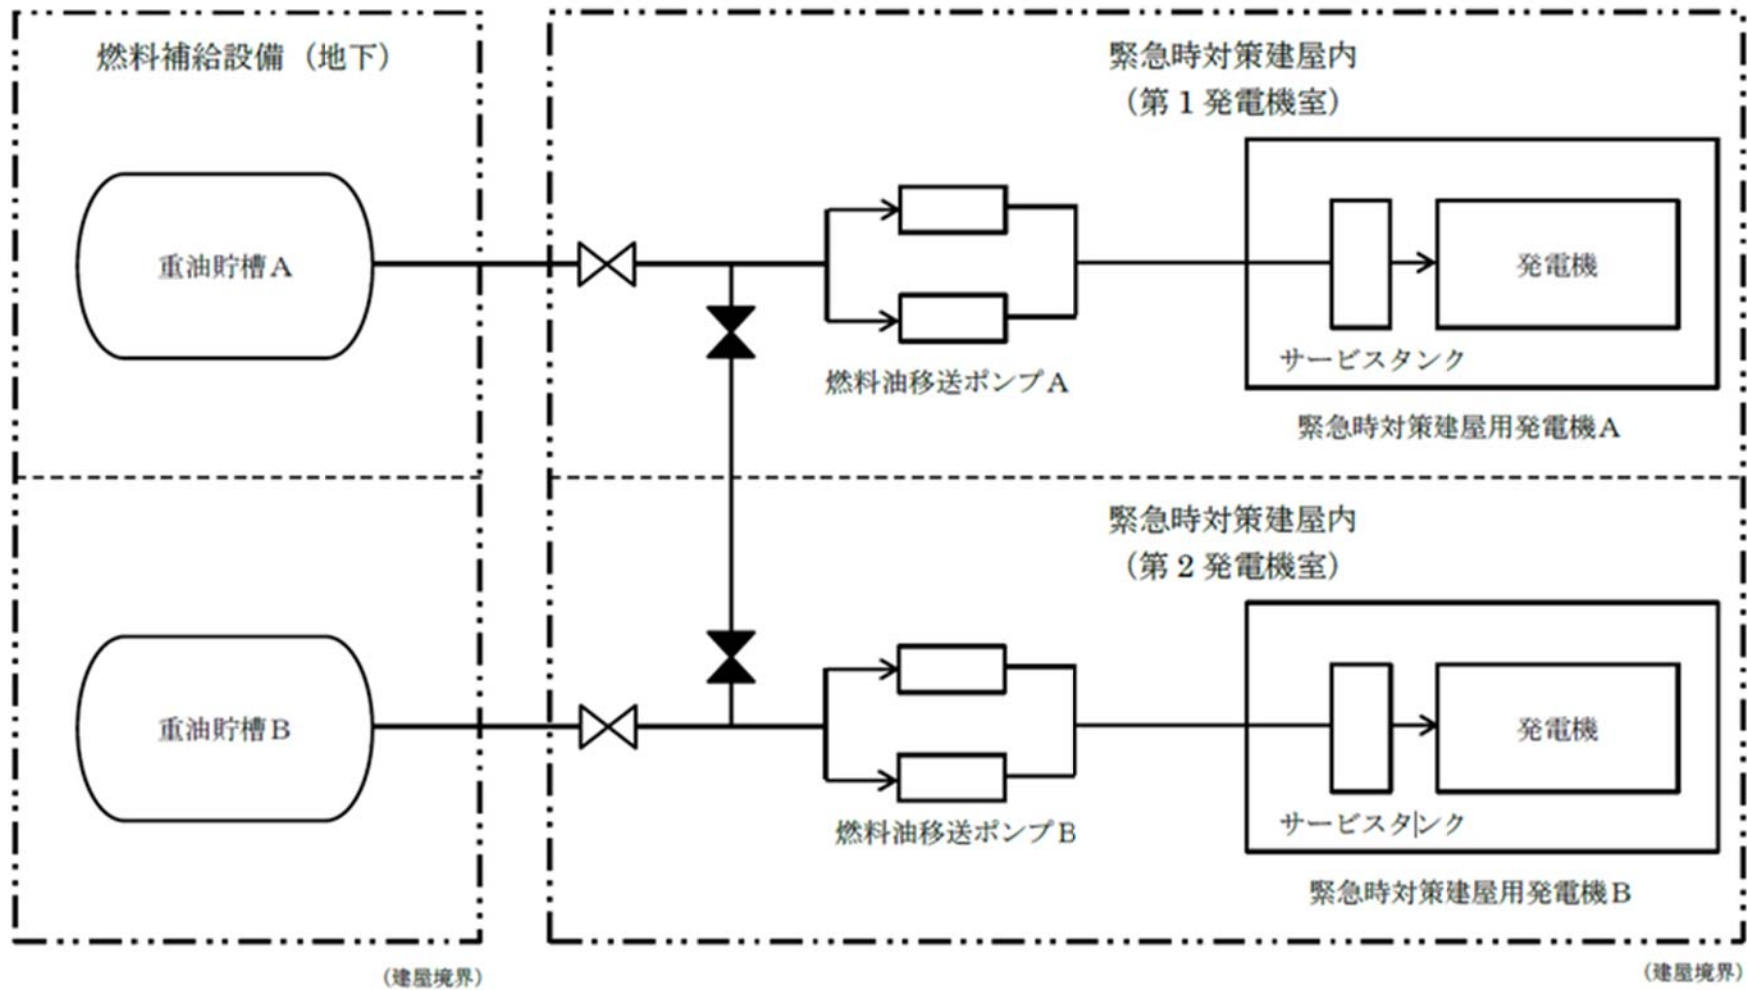 燃料補給設備（地下）
緊急時対策建屋内
（第1発電機室）
重油貯槽A
発電機
サービスタンク
燃料油移送ポンプA
緊急時対策建屋用発電機A
緊急時対策建屋内
（第2発電機室）
重油貯槽B
発電機
サービスタンク
燃料油移送ポンプB
緊急時対策建屋用発電機B
（建屋境界）
（建屋境界）